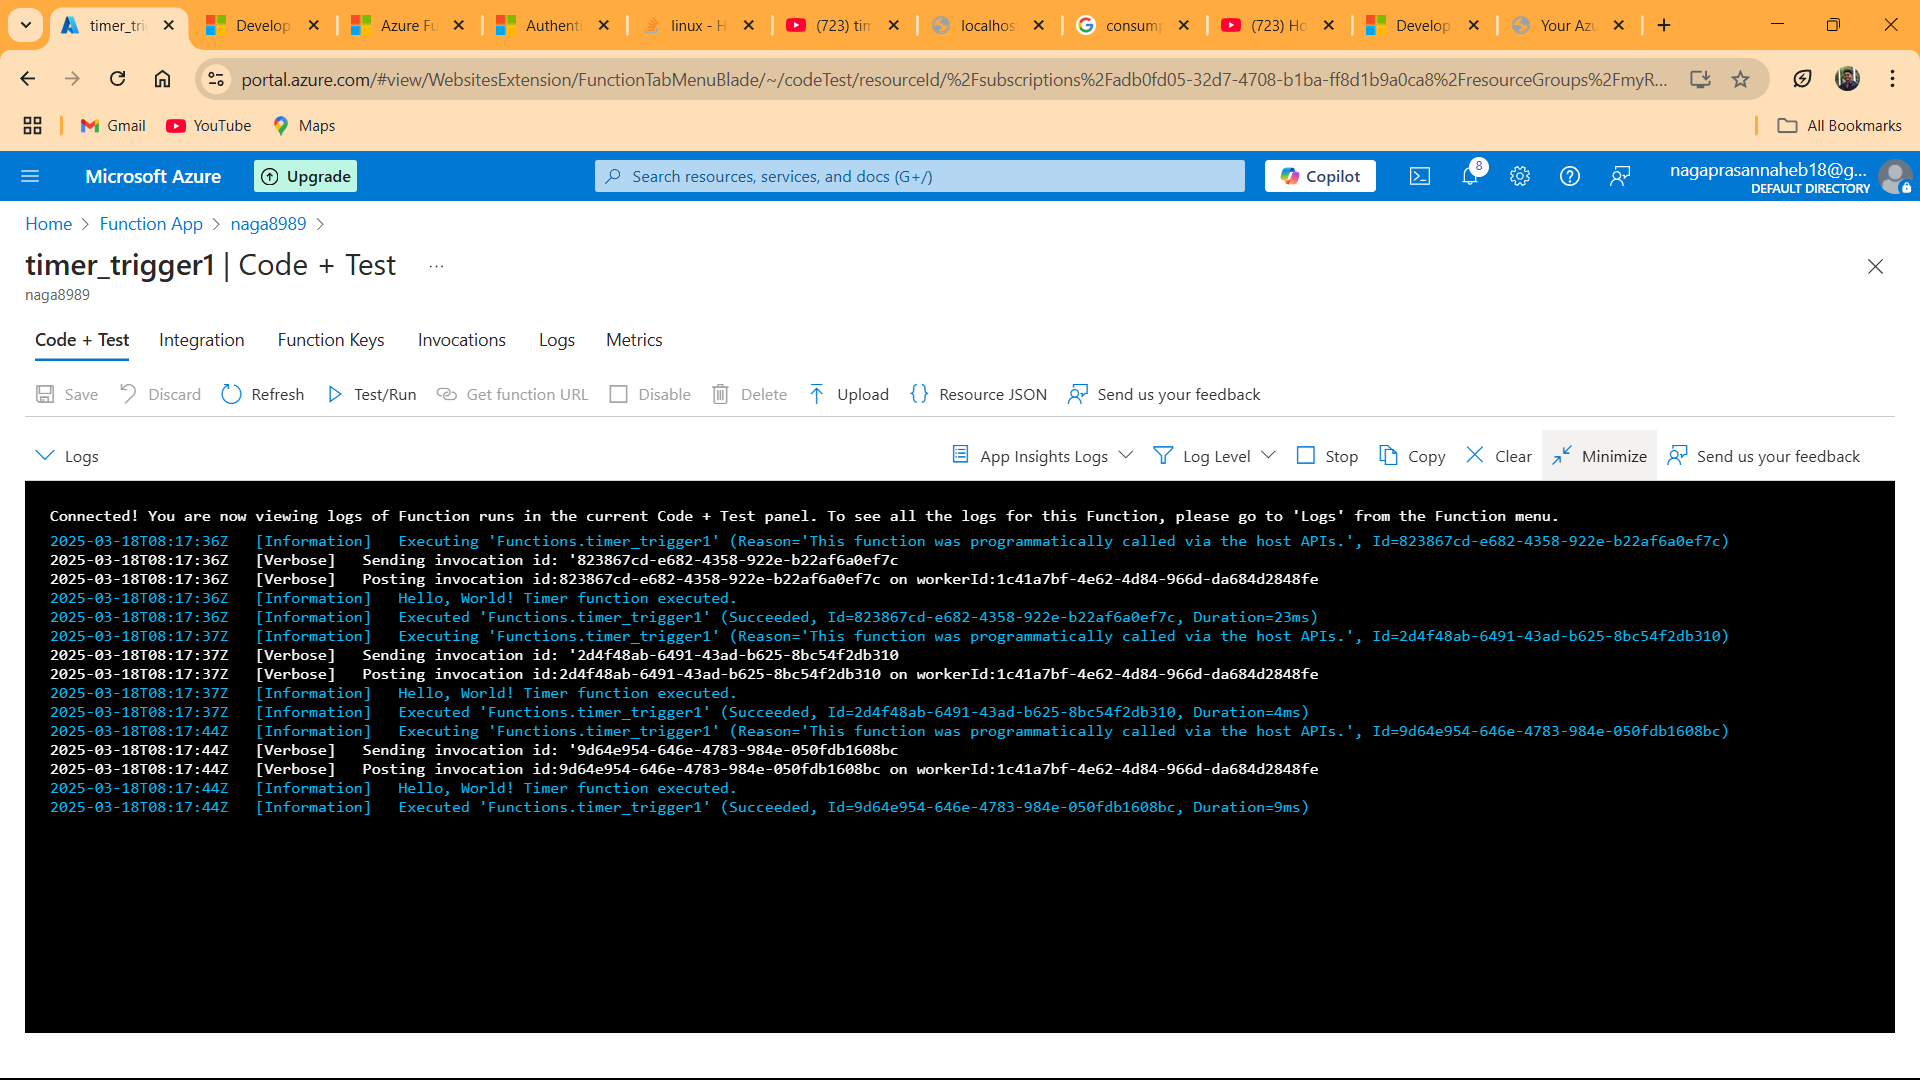 timer_tri
Develop
Azure Fu
Authenti
linux - H
(723) tim
localhos
consump
(723) Ho
Develop
Your Azu
portal.azure.com/#view/WebsitesExtension/FunctionTabMenuBlade/~/codeTest/resourceId/%2Fsubscriptions%2Fadb0fd05-32d7-4708-b1ba-ff8d1b9a0ca8%2FresourceGroups%2FmyR...
Gmail
YouTube
Maps
All Bookmarks
Microsoft Azure
Upgrade
Search resources, services, and docs (G+/)
Copilot
8
nagaprasannaheb18@g...
DEFAULT DIRECTORY
Home > Function App > naga8989 >
timer_trigger1 | Code + Test ...
naga8989
Code + Test Integration Function Keys Invocations Logs Metrics
Save Discard Refresh Test/Run Get function URL Disable Delete Upload Resource JSON Send us your feedback
Logs App Insights Logs Log Level Stop Copy Clear Minimize Send us your feedback
Connected! You are now viewing logs of Function runs in the current Code + Test panel. To see all the logs for this Function, please go to 'Logs' from the Function menu.
2025-03-18T08:17:36Z [Information] Executing 'Functions.timer_trigger1' (Reason='This function was programmatically called via the host APIs.', Id=823867cd-e682-4358-922e-b22af6a0ef7c)
2025-03-18T08:17:36Z [Verbose] Sending invocation id: '823867cd-e682-4358-922e-b22af6a0ef7c
2025-03-18T08:17:36Z [Verbose] Posting invocation id:823867cd-e682-4358-922e-b22af6a0ef7c on workerId:1c41a7bf-4e62-4d84-966d-da684d2848fe
2025-03-18T08:17:36Z [Information] Hello, World! Timer function executed.
2025-03-18T08:17:36Z [Information] Executed 'Functions.timer_trigger1' (Succeeded, Id=823867cd-e682-4358-922e-b22af6a0ef7c, Duration=23ms)
2025-03-18T08:17:37Z [Information] Executing 'Functions.timer_trigger1' (Reason='This function was programmatically called via the host APIs.', Id=2d4f48ab-6491-43ad-b625-8bc54f2db310)
2025-03-18T08:17:37Z [Verbose] Sending invocation id: '2d4f48ab-6491-43ad-b625-8bc54f2db310
2025-03-18T08:17:37Z [Verbose] Posting invocation id:2d4f48ab-6491-43ad-b625-8bc54f2db310 on workerId:1c41a7bf-4e62-4d84-966d-da684d2848fe
2025-03-18T08:17:37Z [Information] Hello, World! Timer function executed.
2025-03-18T08:17:37Z [Information] Executed 'Functions.timer_trigger1' (Succeeded, Id=2d4f48ab-6491-43ad-b625-8bc54f2db310, Duration=4ms)
2025-03-18T08:17:44Z [Information] Executing 'Functions.timer_trigger1' (Reason='This function was programmatically called via the host APIs.', Id=9d64e954-646e-4783-984e-050fdb1608bc)
2025-03-18T08:17:44Z [Verbose] Sending invocation id: '9d64e954-646e-4783-984e-050fdb1608bc
2025-03-18T08:17:44Z [Verbose] Posting invocation id:9d64e954-646e-4783-984e-050fdb1608bc on workerId:1c41a7bf-4e62-4d84-966d-da684d2848fe
2025-03-18T08:17:44Z [Information] Hello, World! Timer function executed.
2025-03-18T08:17:44Z [Information] Executed 'Functions.timer_trigger1' (Succeeded, Id=9d64e954-646e-4783-984e-050fdb1608bc, Duration=9ms)